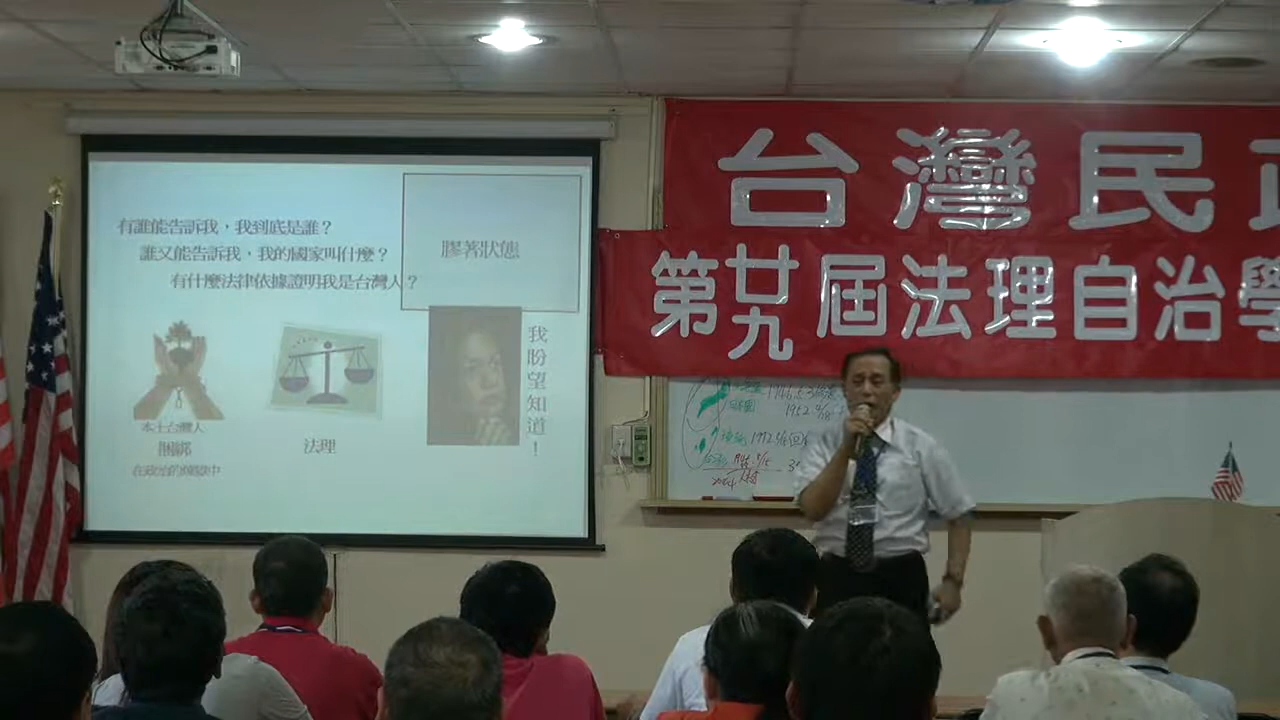 有誰能告訴我，我到底是誰？
誰又能告訴我，我的國家叫什麼？
有什麼法律依據證明我是台灣人？
膠著狀態
我盼望知道！
本土台灣人
捆綁
法理
台灣民
第廿九屆法理自治學
1952